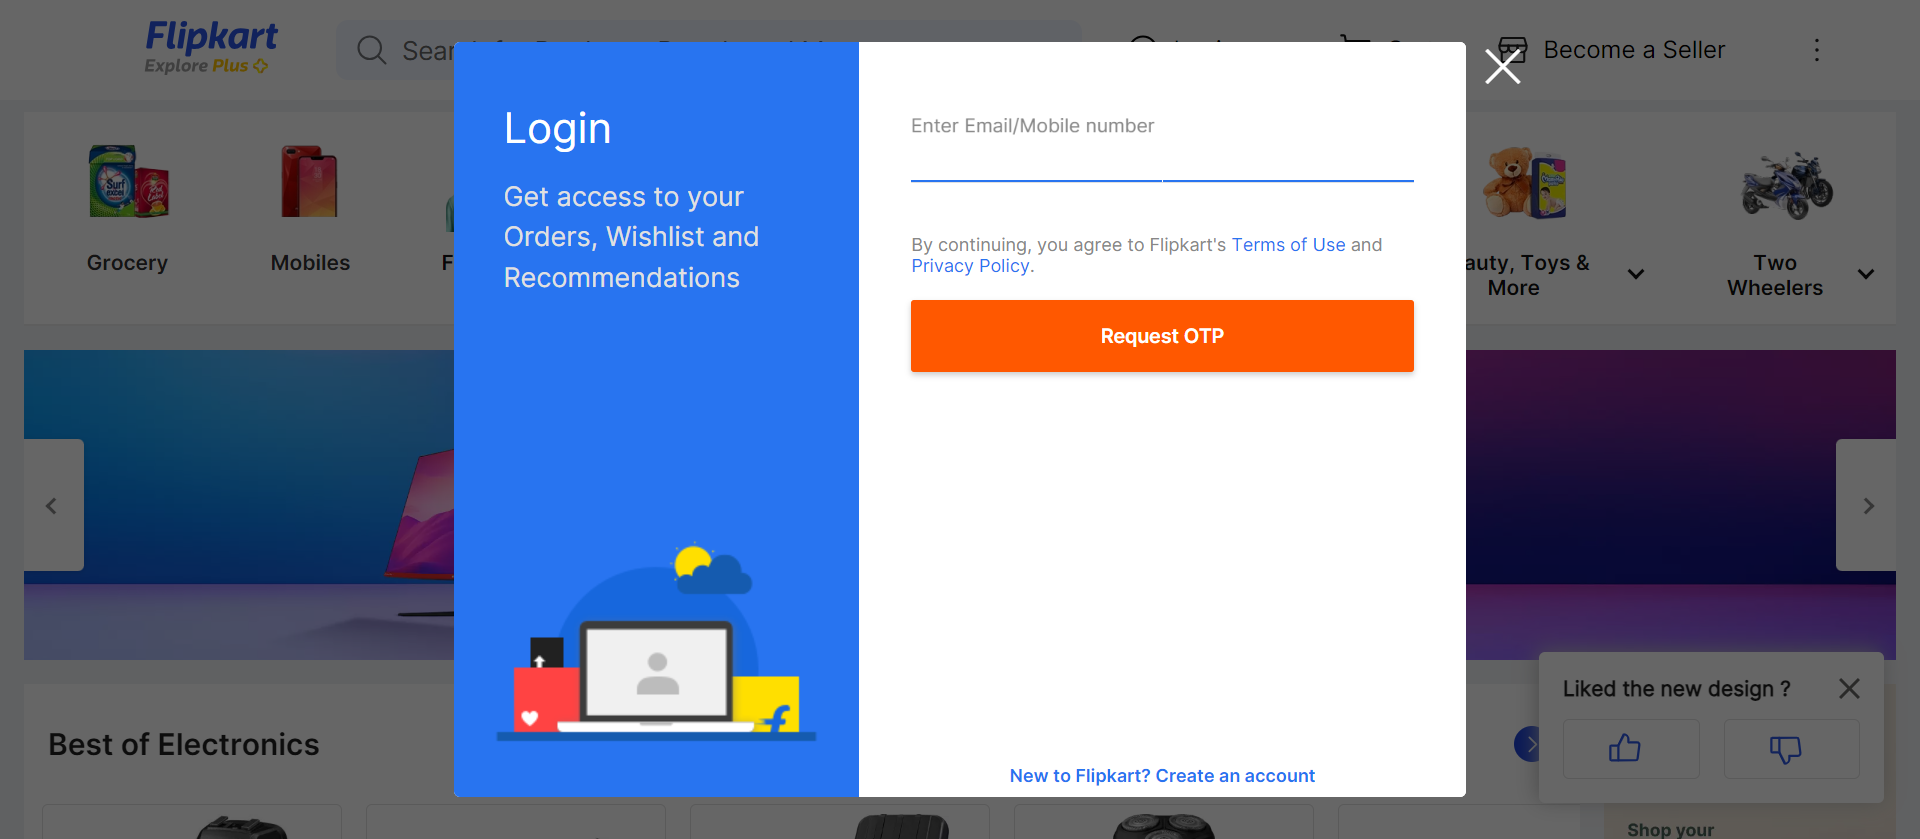 Flipkart
Explore Plus
Become a Seller
Login
Get access to your
Orders, Wishlist and
Recommendations
Enter Email/Mobile number
By continuing, you agree to Flipkart's Terms of Use and
Privacy Policy.
Request OTP
New to Flipkart? Create an account
Grocery
Mobiles
Toys &
More
Two
Wheelers
Surf
excel
Liked the new design ?
Best of Electronics
Shop your